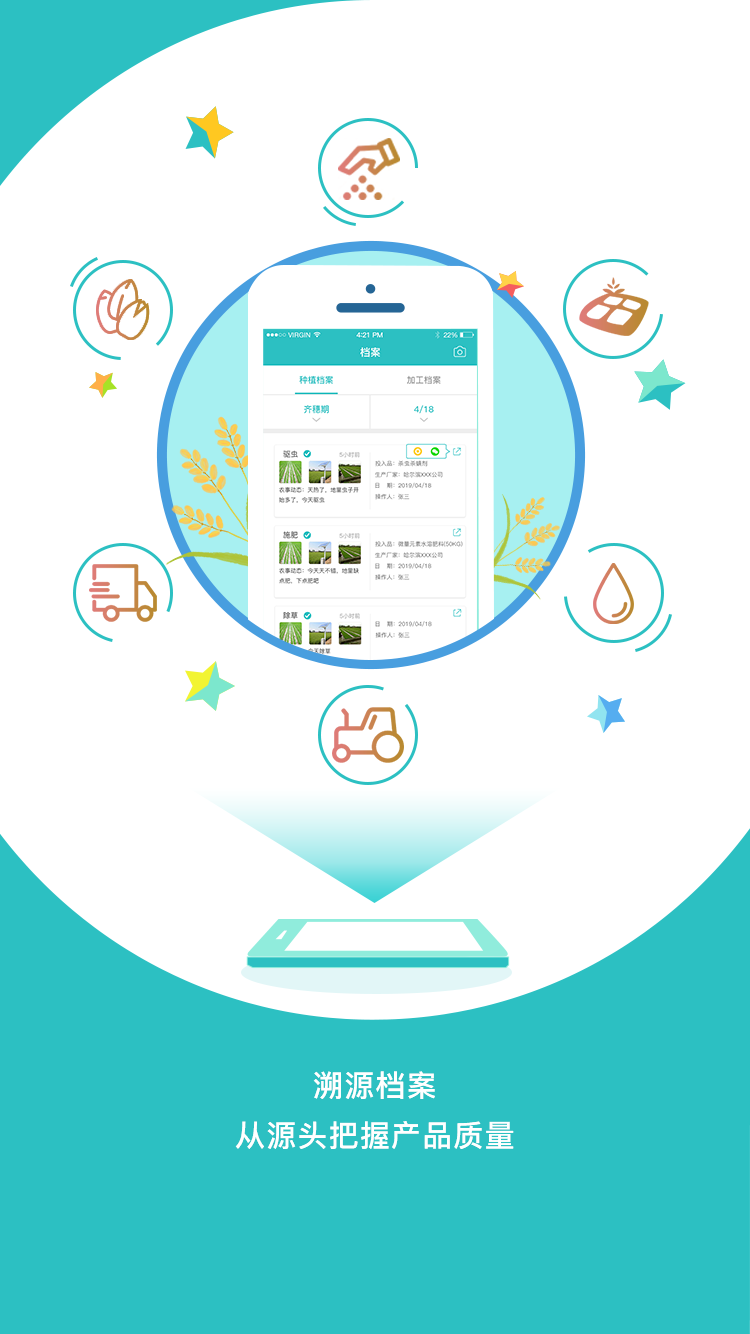 VIRGIN 4:21 PM 22%
档案
种植档案 加工档案
齐穗期 4/18
驱虫 5小时前
农事动态：天热了，地里虫子开
始多了，今天驱虫
投入品：杀虫杀螨剂
生产厂家：哈尔滨XXX公司
日 期：2019/04/18
操作人：张三
施肥 5小时前
农事动态：今天天不错，地里缺
点肥，下点肥吧
投入品：微量元素水溶肥料(50KG)
生产厂家：哈尔滨XXX公司
日 期：2019/04/18
操作人：张三
除草 5小时前
今天除草
日 期：2019/04/18
操作人：张三
溯源档案
从源头把握产品质量